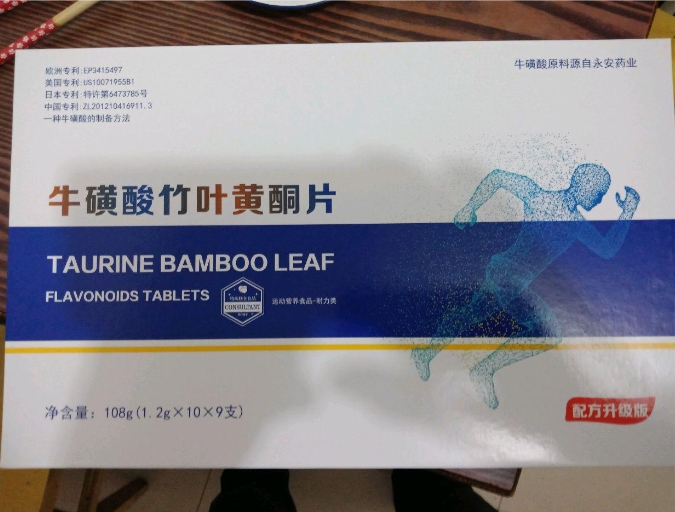 欧洲专利:EP3415497
美国专利:US10071955B1
日本专利:特许第6473785号
中国专利:ZL201210416911.3
一种牛磺酸的制备方法
牛磺酸原料源自永安药业
牛磺酸竹叶黄酮片
TAURINE BAMBOO LEAF
FLAVONOIDS TABLETS
CONSULTANT
运动营养食品-耐力类
净含量: 108g(1.2g×10×9支)
配方升级版